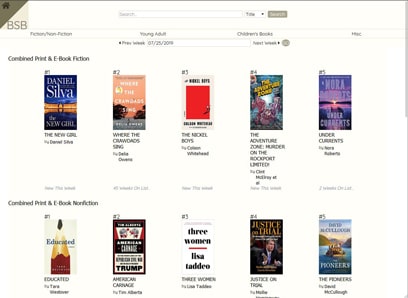 BSB
Search...
Title
Search
Fiction/Non-Fiction
Young Adult
Children's Books
Misc
Prev Week
07/25/2019
Next Week
Combined Print & E-Book Fiction
#1
#2
#3
#4
#5
DANIEL
Silva
the NEW GIRL
WHERE THE
CRAWDADS
SING
DELIA OWENS
THE NICKEL BOYS
COLSON WHITEHEAD
THE
ADVENTURE
ZONE
NORA
ROBERTS
UNDER
CURRENTS
THE NEW GIRL
By Daniel Silva
WHERE THE
CRAWDADS
SING
By Delia
Owens
THE NICKEL
BOYS
By Colson
Whitehead
THE
ADVENTURE
ZONE: MURDER
ON THE
ROCKPORT
LIMITED!
By Clint
McElroy et
al
UNDER
CURRENTS
By Nora
Roberts
New This Week
45 Weeks On List
New This Week
New This Week
2 Weeks On List
Combined Print & E-Book Nonfiction
#1
#2
#3
#4
#5
Educated
TARA WESTOVER
TIM ALBERTA
AMERICAN
CARNAGE
TRUMP
three
women
lisa
taddeo
JUSTICE
ON TRIAL
DAVID
McCULLOUGH
THE
PIONEERS
EDUCATED
By Tara
Westover
AMERICAN
CARNAGE
By Tim Alberta
THREE WOMEN
By Lisa Taddeo
JUSTICE ON
TRIAL
By Mollie
THE PIONEERS
By David
McCullough